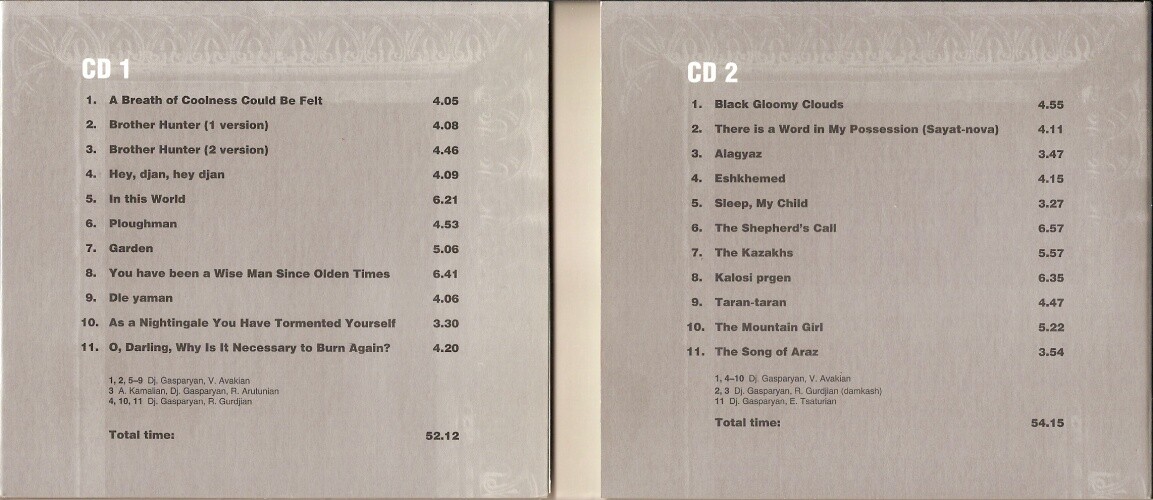 CD 1
1. A Breath of Coolness Could Be Felt 4.05
2. Brother Hunter (1 version) 4.08
3. Brother Hunter (2 version) 4.46
4. Hey, djan, hey djan 4.09
5. In this World 6.21
6. Ploughman 4.53
7. Garden 5.06
8. You have been a Wise Man Since Olden Times 6.41
9. Dle yaman 4.06
10. As a Nightingale You Have Tormented Yourself 3.30
11. O, Darling, Why Is It Necessary to Burn Again? 4.20
1, 2, 5–9 Dj. Gasparyan, V. Avakian
3 A. Kamalian, Dj. Gasparyan, R. Arutunian
4, 10, 11 Dj. Gasparyan, R. Gurdjian
Total time: 52.12
CD 2
1. Black Gloomy Clouds 4.55
2. There is a Word in My Possession (Sayat-nova) 4.11
3. Alagyaz 3.47
4. Eshkhemed 4.15
5. Sleep, My Child 3.27
6. The Shepherd's Call 6.57
7. The Kazakhs 5.57
8. Kalosi prgen 6.35
9. Taran-taran 4.47
10. The Mountain Girl 5.22
11. The Song of Araz 3.54
1, 4–10 Dj. Gasparyan, V. Avakian
2, 3 Dj. Gasparyan, R. Gurdjian (damkash)
11 Dj. Gasparyan, E. Tsaturian
Total time: 54.15